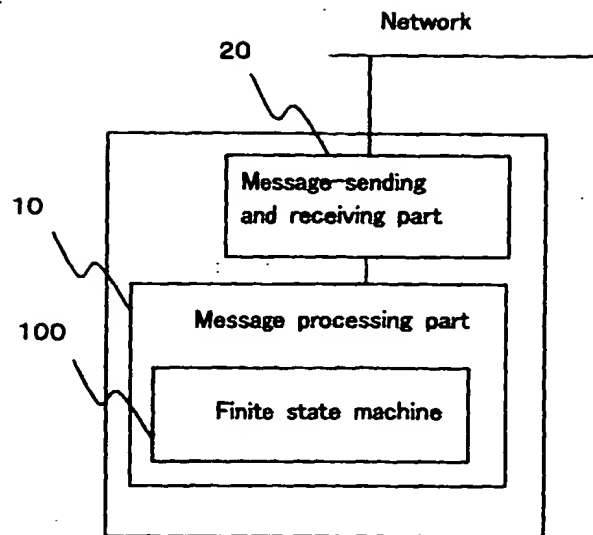 Network
20
Message sending
and receiving part
10
Message processing part
100
Finite state machine